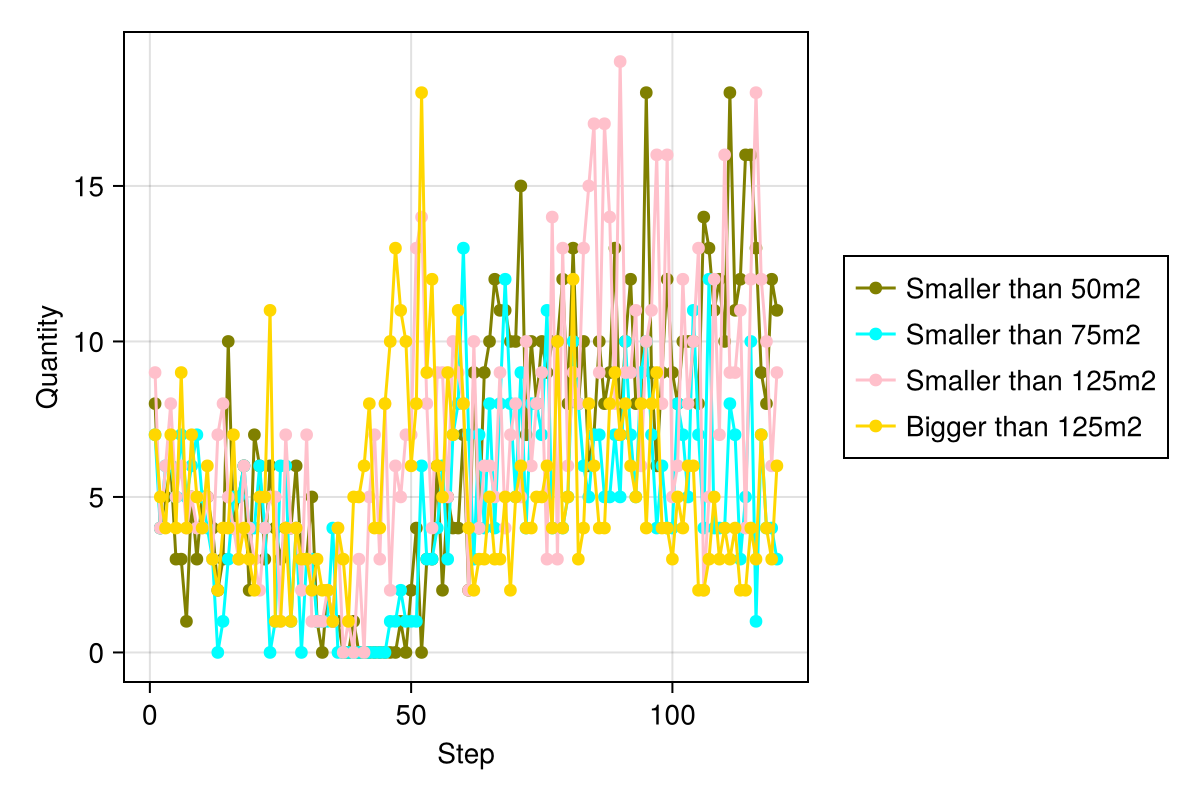 15
10
5
0
Quantity
0
50
100
Step
Smaller than 50m2
Smaller than 75m2
Smaller than 125m2
Bigger than 125m2